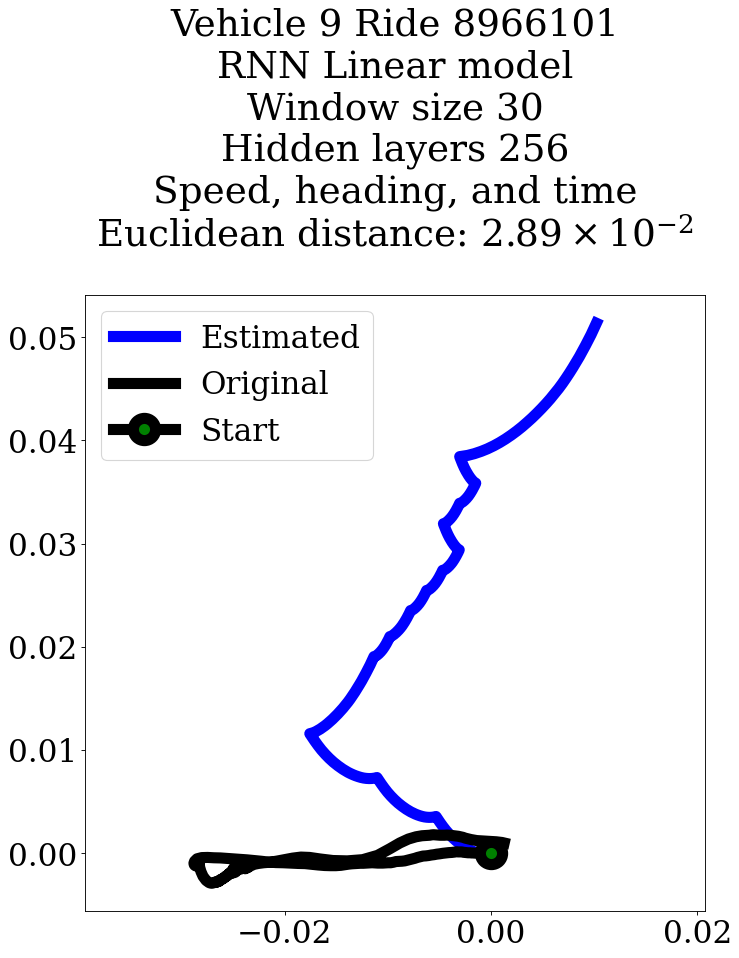 Vehicle 9 Ride 8966101
RNN Linear model
Window size 30
Hidden layers 256
Speed, heading, and time
Euclidean distance: 2.89 × 10⁻²
Estimated
Original
Start
0.05
0.04
0.03
0.02
0.01
0.00
−0.02
0.00
0.02